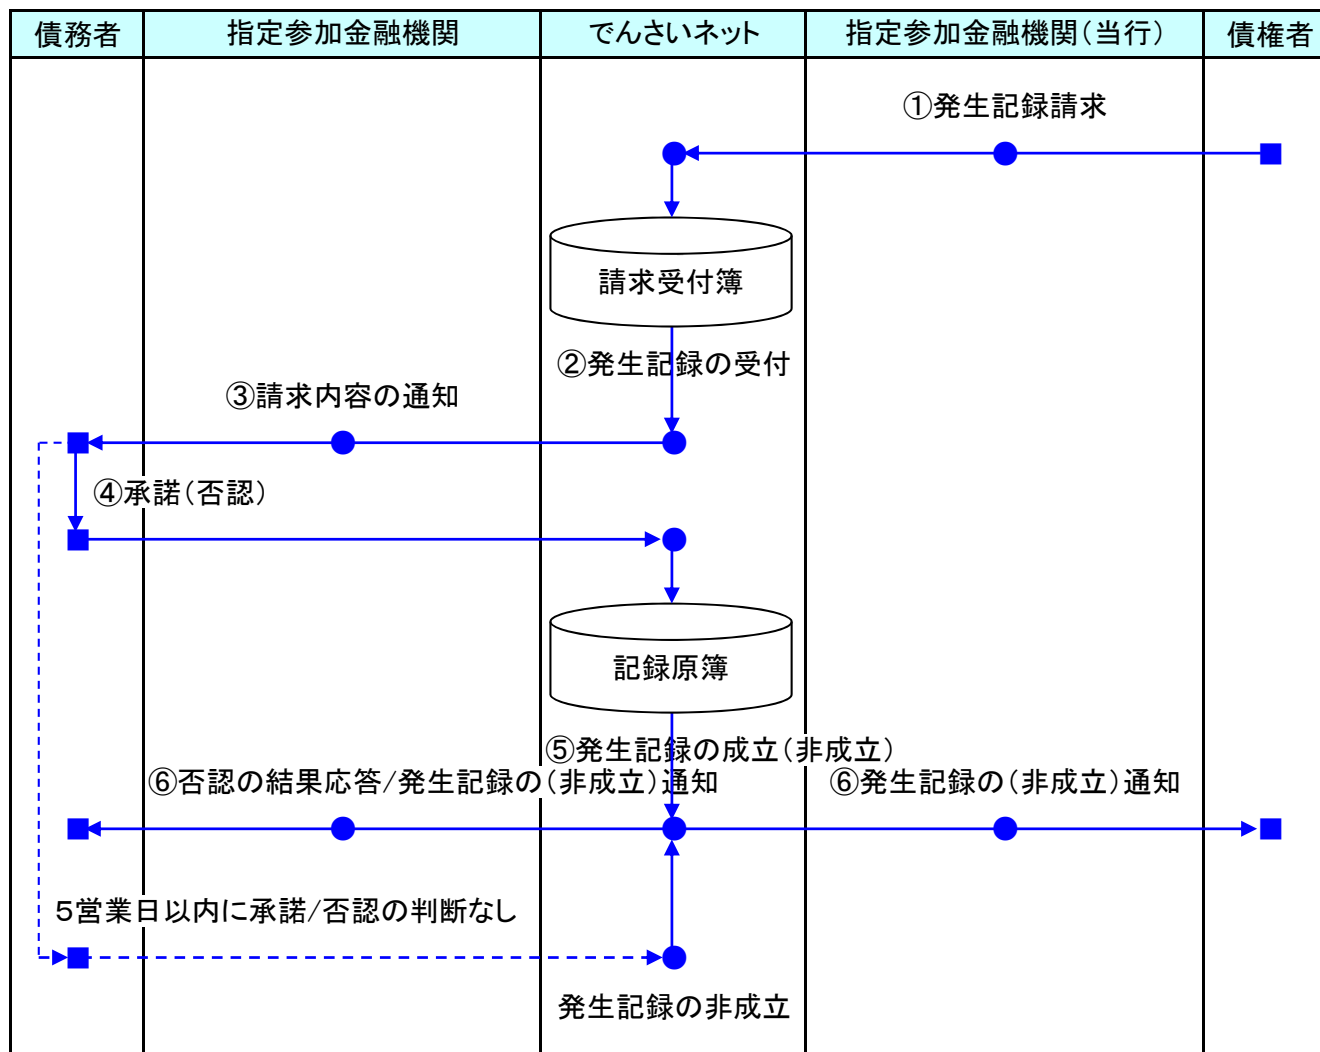 債務者 指定参加金融機関 でんさいネット 指定参加金融機関(当行) 債権者
①発生記録請求
請求受付簿
②発生記録の受付
③請求内容の通知
④承諾(否認)
記録原簿
⑤発生記録の成立(非成立)
⑥否認の結果応答/発生記録の(非成立)通知
⑥発生記録の(非成立)通知
5営業日以内に承諾/否認の判断なし
発生記録の非成立